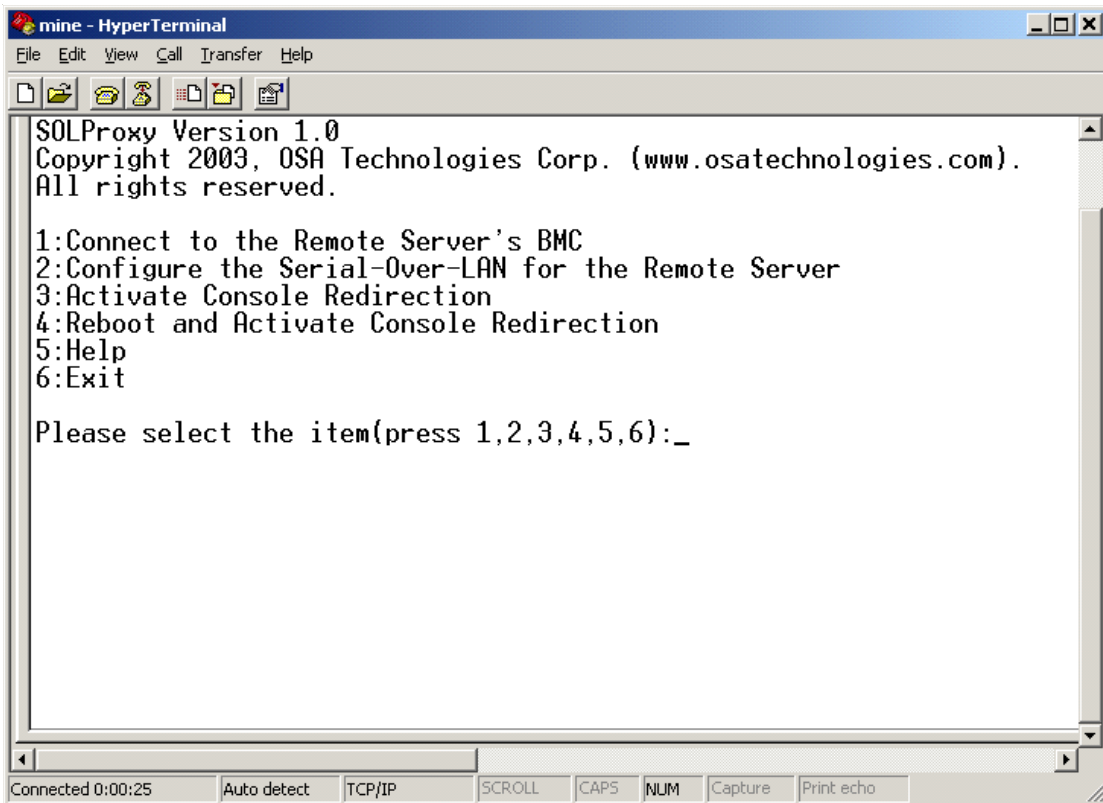 mine - HyperTerminal
File Edit View Call Transfer Help
SOLProxy Version 1.0
Copyright 2003, OSA Technologies Corp. (www.osatechnologies.com).
All rights reserved.
1:Connect to the Remote Server's BMC
2:Configure the Serial-Over-LAN for the Remote Server
3:Activate Console Redirection
4:Reboot and Activate Console Redirection
5:Help
6:Exit
Please select the item(press 1,2,3,4,5,6):_
Connected 0:00:25 Auto detect TCP/IP SCROLL CAPS NUM Capture Print echo